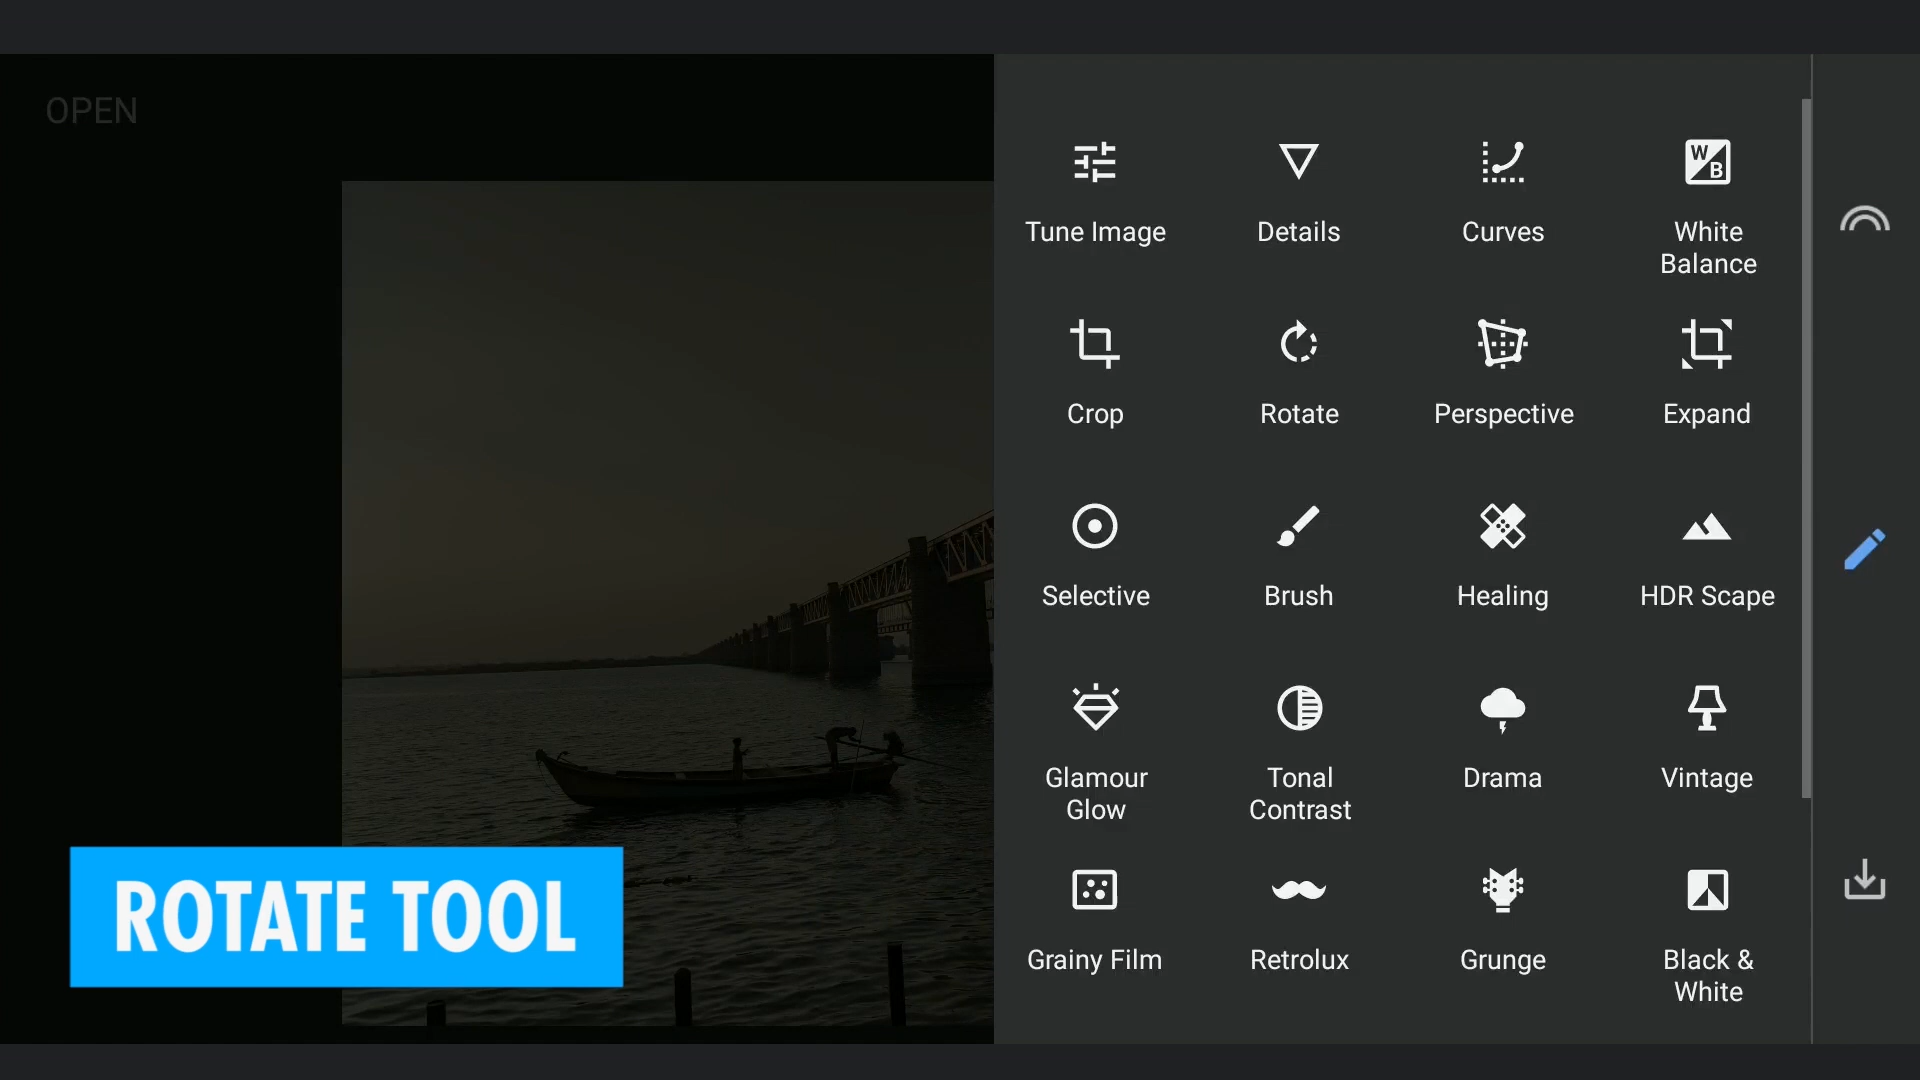 OPEN
Tune Image
Details
Curves
White
Balance
Crop
Rotate
Perspective
Expand
Selective
Brush
Healing
HDR Scape
Glamour
Glow
Tonal
Contrast
Drama
Vintage
Grainy Film
Retrolux
Grunge
Black &
White
W
B
ROTATE TOOL